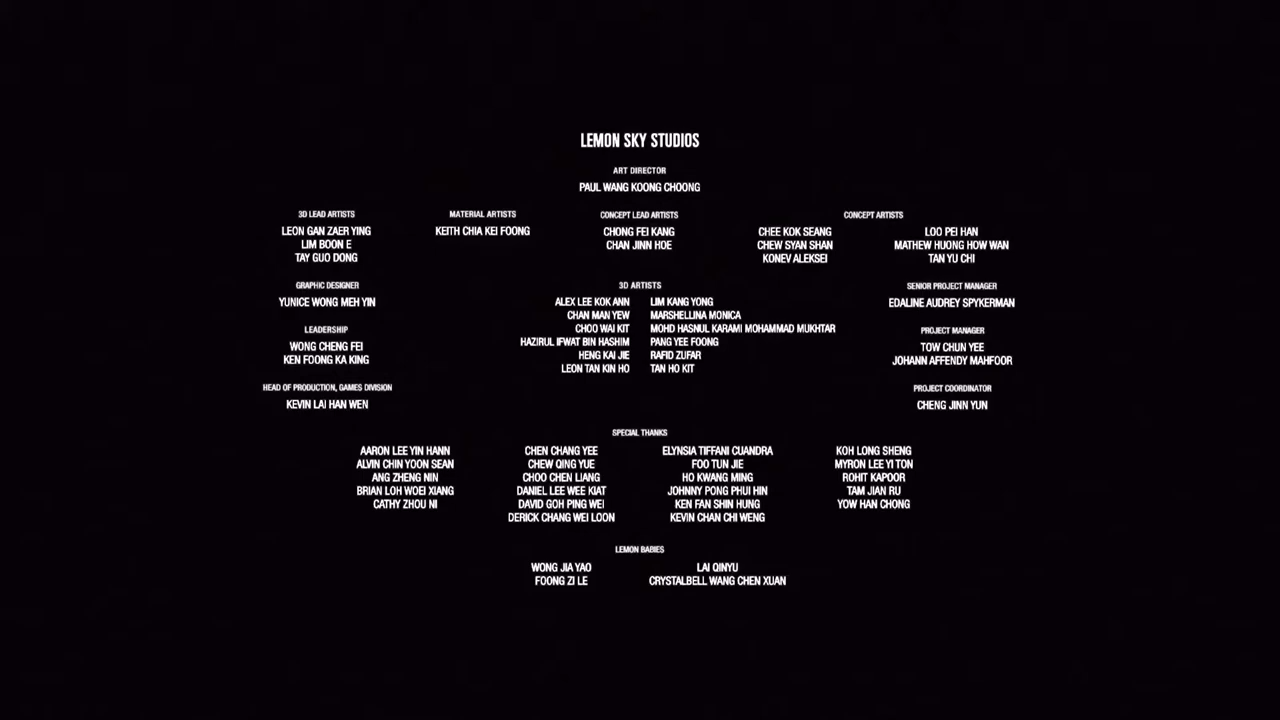 LEMON SKY STUDIOS
ART DIRECTOR
PAUL WANG KOONG CHOONG
3D LEAD ARTISTS
LEON GAN ZAER YING
LIM BOON E
TAY GUO DONG
MATERIAL ARTISTS
KEITH CHIA KEI FOONG
CONCEPT LEAD ARTISTS
CHONG FEI KANG
CHAN JINN HOE
CONCEPT ARTISTS
CHEE KOK SEANG
CHEW SYAN SHAN
KONEV ALEKSEI
LOO PEI HAN
MATHEW HUONG HOW WAN
TAN YU CHI
GRAPHIC DESIGNER
YUNICE WONG MEH YIN
LEADERSHIP
WONG CHENG FEI
KEN FOONG KA KING
HEAD OF PRODUCTION, GAMES DIVISION
KEVIN LAI HAN WEN
3D ARTISTS
ALEX LEE KOK ANN
CHAN MAN YEW
CHOO WAI KIT
HAZIRUL IFWAT BIN HASHIM
HENG KAI JIE
LEON TAN KIN HO
LIM KANG YONG
MARSHELLINA MONICA
MOHD HASNUL KARAMI MOHAMMAD MUKHTAR
PANG YEE FOONG
RAFID ZUFAR
TAN HO KIT
SENIOR PROJECT MANAGER
EDALINE AUDREY SPYKERMAN
PROJECT MANAGER
TOW CHUN YEE
JOHANN AFFENDY MAHFOOR
PROJECT COORDINATOR
CHENG JINN YUN
SPECIAL THANKS
AARON LEE YIN HANN
ALVIN CHIN YOON SEAN
ANG ZHENG NIN
BRIAN LOH WOEI XIANG
CATHY ZHOU NI
CHEN CHANG YEE
CHEW QING YUE
CHOO CHEN LIANG
DANIEL LEE WEE KIAT
DAVID GOH PING WEI
DERICK CHANG WEI LOON
ELYNSIA TIFFANI CUANDRA
FOO TUN JIE
HO KWANG MING
JOHNNY PONG PHUI HIN
KEN FAN SHIN HUNG
KEVIN CHAN CHI WENG
KOH LONG SHENG
MYRON LEE YI TON
ROHIT KAPOOR
TAM JIAN RU
YOW HAN CHONG
LEMON BABIES
WONG JIA YAO
FOONG ZI LE
LAI QINYU
CRYSTALBELL WANG CHEN XUAN